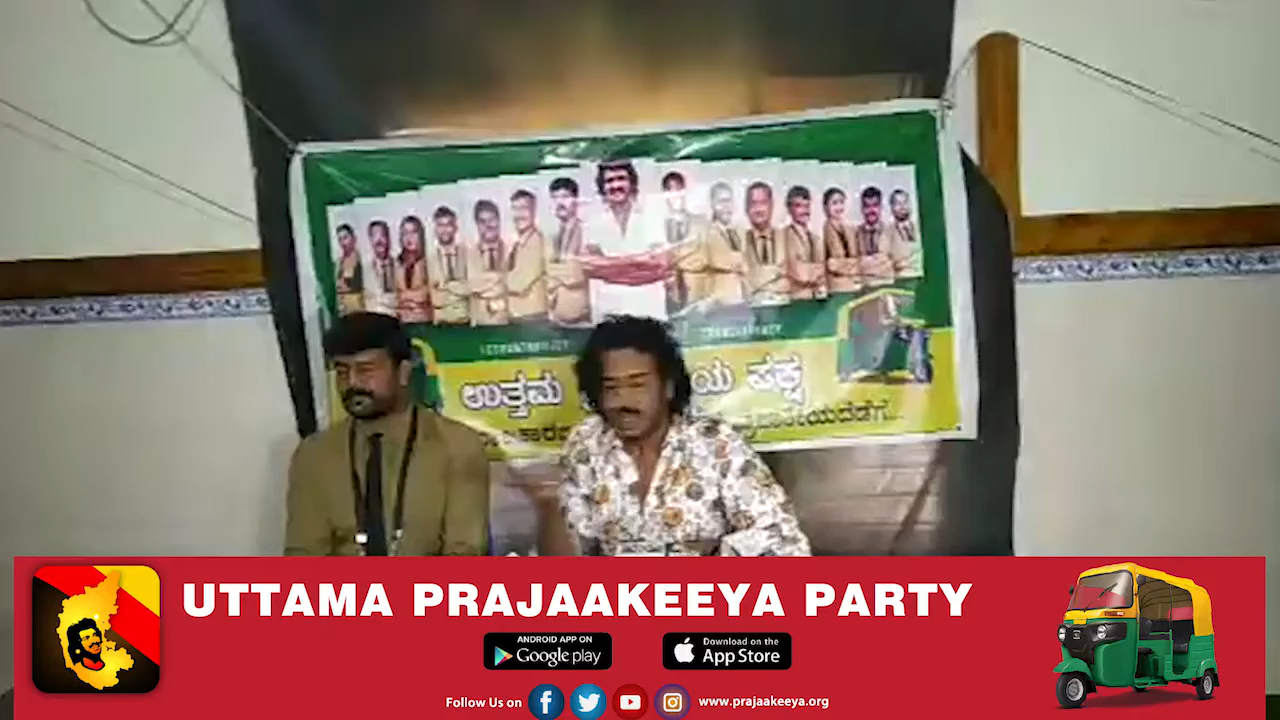 ಉತ್ತಮ ಯ ಪಕ್ಷ
UTTAMA PRAJAAKEEYA PARTY
ANDROID APP ON
Google play
Download on the
App Store
Follow Us on
www.prajaakeeya.org